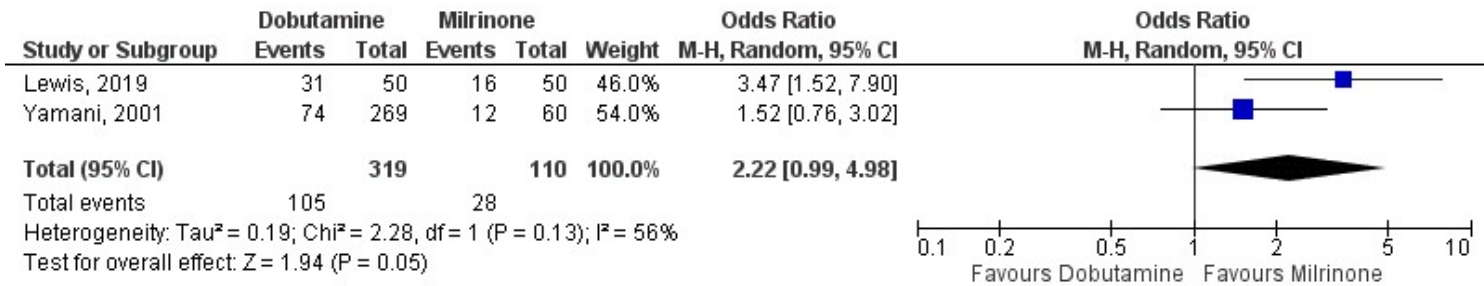 Dobutamine Milrinone Odds Ratio Odds Ratio
Study or Subgroup Events Total Events Total Weight M-H, Random, 95% CI M-H, Random, 95% CI
Lewis, 2019 31 50 16 50 46.0% 3.47 [1.52, 7.90]
Yamani, 2001 74 269 12 60 54.0% 1.52 [0.76, 3.02]
Total (95% CI) 319 110 100.0% 2.22 [0.99, 4.98]
Total events 105 28
Heterogeneity: Tau² = 0.19; Chi² = 2.28, df = 1 (P = 0.13); I² = 56%
Test for overall effect: Z = 1.94 (P = 0.05)
0.1 0.2 0.5 1 2 5 10
Favours Dobutamine Favours Milrinone